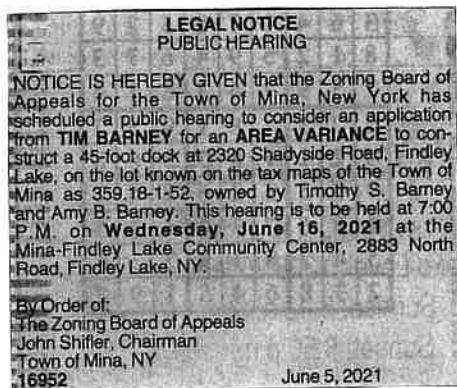 LEGAL NOTICE
PUBLIC HEARING
NOTICE IS HEREBY GIVEN that the Zoning Board of
Appeals for the Town of Mina, New York has
scheduled a public hearing to consider an application
from TIM BARNEY for an AREA VARIANCE to con-
struct a 45-foot dock at 2320 Shadyside Road, Findley
Lake, on the lot known on the tax maps of the Town of
Mina as 359.18-1-52, owned by Timothy S. Barney
and Amy B. Barney. This hearing is to be held at 7:00
P.M. on Wednesday, June 16, 2021 at the
Mina-Findley Lake Community Center, 2883 North
Road, Findley Lake, NY.
By Order of:
The Zoning Board of Appeals
John Shifler, Chairman
Town of Mina, NY
16952 June 5, 2021